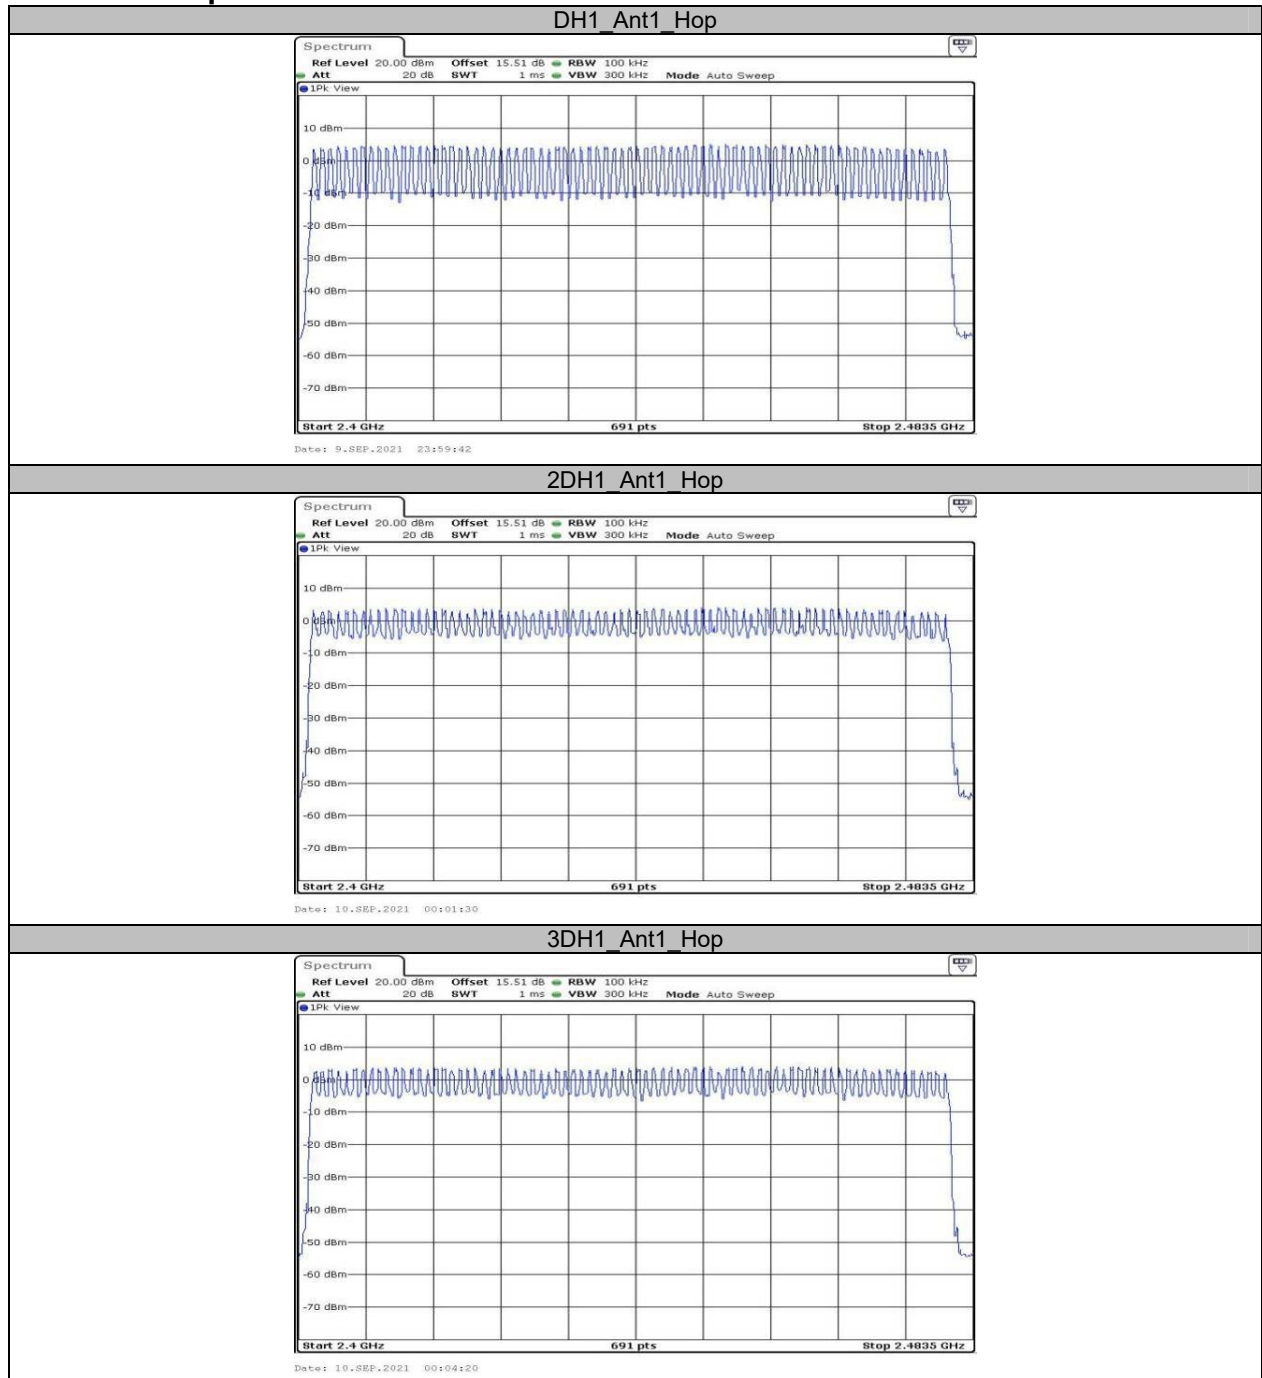 DH1_Ant1_Hop
Spectrum
Ref Level 20.00 dBm Offset 15.51 dB RBW 100 kHz
Att 20 dB SWT 1 ms VBW 300 kHz Mode Auto Sweep
1Pk View
10 dBm
0 dBm
-10 dBm
-20 dBm
-30 dBm
-40 dBm
-50 dBm
-60 dBm
-70 dBm
Start 2.4 GHz 691 pts Stop 2.4835 GHz
Date: 9.SEP.2021 23:59:42
2DH1_Ant1_Hop
Spectrum
Ref Level 20.00 dBm Offset 15.51 dB RBW 100 kHz
Att 20 dB SWT 1 ms VBW 300 kHz Mode Auto Sweep
1Pk View
10 dBm
0 dBm
-10 dBm
-20 dBm
-30 dBm
-40 dBm
-50 dBm
-60 dBm
-70 dBm
Start 2.4 GHz 691 pts Stop 2.4835 GHz
Date: 10.SEP.2021 00:01:30
3DH1_Ant1_Hop
Spectrum
Ref Level 20.00 dBm Offset 15.51 dB RBW 100 kHz
Att 20 dB SWT 1 ms VBW 300 kHz Mode Auto Sweep
1Pk View
10 dBm
0 dBm
-10 dBm
-20 dBm
-30 dBm
-40 dBm
-50 dBm
-60 dBm
-70 dBm
Start 2.4 GHz 691 pts Stop 2.4835 GHz
Date: 10.SEP.2021 00:04:20